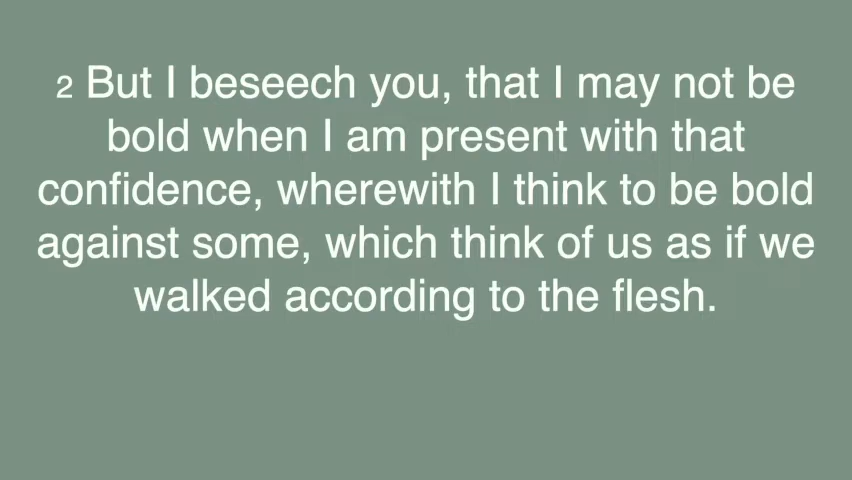 2 But I beseech you, that I may not be
bold when I am present with that
confidence, wherewith I think to be bold
against some, which think of us as if we
walked according to the flesh.